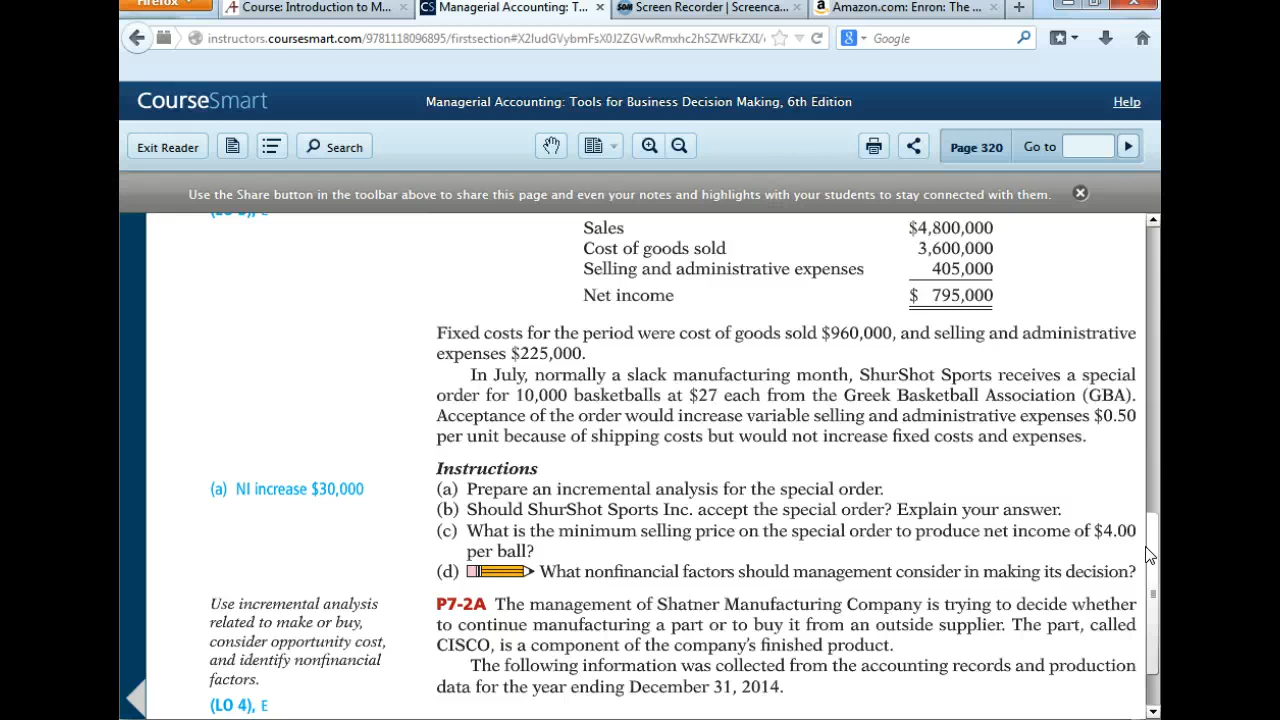 Firefox
Course: Introduction to M...
CS Managerial Accounting: T...
SOM Screen Recorder | Screenca...
a Amazon.com: Enron: The ...
instructors.coursesmart.com/9781118096895/firstsection#X2ludGVybmFsX0J2ZGVwRmxhc2hSZWFkZXI/
Google
CourseSmart
Managerial Accounting: Tools for Business Decision Making, 6th Edition
Help
Exit Reader
Search
Page 320
Go to
Use the Share button in the toolbar above to share this page and even your notes and highlights with your students to stay connected with them.
Sales $4,800,000
Cost of goods sold 3,600,000
Selling and administrative expenses 405,000
Net income $ 795,000
Fixed costs for the period were cost of goods sold $960,000, and selling and administrative
expenses $225,000.
In July, normally a slack manufacturing month, ShurShot Sports receives a special
order for 10,000 basketballs at $27 each from the Greek Basketball Association (GBA).
Acceptance of the order would increase variable selling and administrative expenses $0.50
per unit because of shipping costs but would not increase fixed costs and expenses.
Instructions
(a) NI increase $30,000
(a) Prepare an incremental analysis for the special order.
(b) Should ShurShot Sports Inc. accept the special order? Explain your answer.
(c) What is the minimum selling price on the special order to produce net income of $4.00
per ball?
(d) What nonfinancial factors should management consider in making its decision?
Use incremental analysis
related to make or buy,
consider opportunity cost,
and identify nonfinancial
factors.
(LO 4), E
P7-2A The management of Shatner Manufacturing Company is trying to decide whether
to continue manufacturing a part or to buy it from an outside supplier. The part, called
CISCO, is a component of the company's finished product.
The following information was collected from the accounting records and production
data for the year ending December 31, 2014.